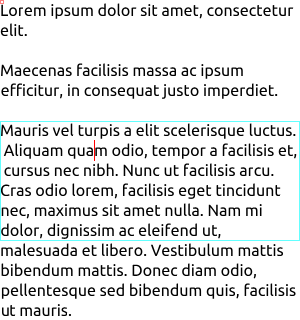 Lorem ipsum dolor sit amet, consectetur
elit.
Maecenas facilisis massa ac ipsum
efficitur, in consequat justo imperdiet.
Mauris vel turpis a elit scelerisque luctus.
Aliquam quam odio, tempor a facilisis et,
cursus nec nibh. Nunc ut facilisis arcu.
Cras odio lorem, facilisis eget tincidunt
nec, maximus sit amet nulla. Nam mi
dolor, dignissim ac eleifend ut,
malesuada et libero. Vestibulum mattis
bibendum mattis. Donec diam odio,
pellentesque sed bibendum quis, facilisis
ut mauris.